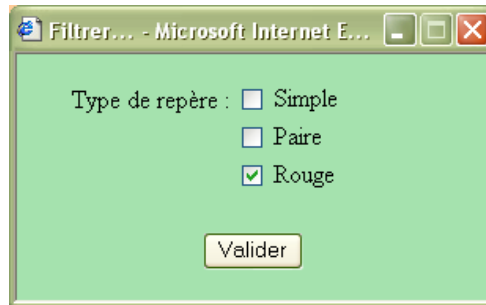 Filtrer... - Microsoft Internet E...
Type de repère : Simple
Paire
Rouge
Valider